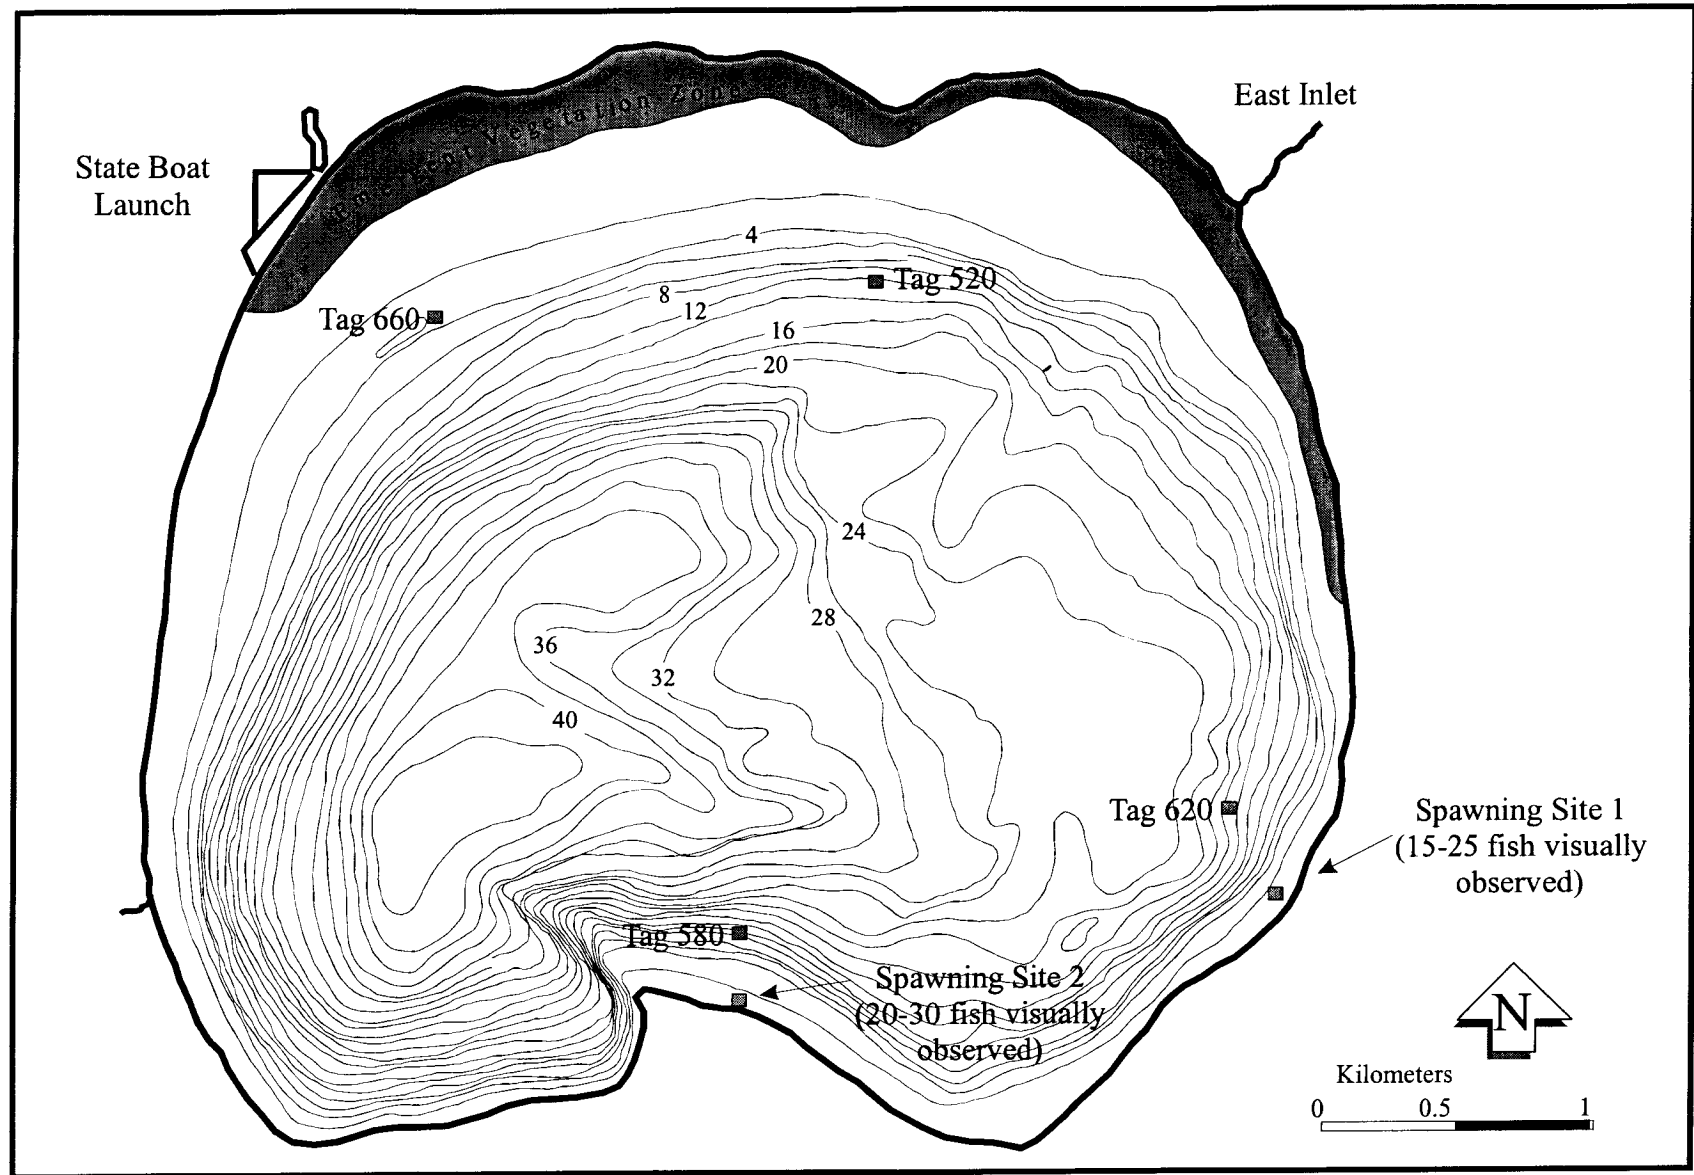 Emergent Vegetation Zone
East Inlet
State Boat
Launch
4
Tag 520
8
Tag 660
12
16
20
24
28
36
32
40
Tag 620
Spawning Site 1
(15-25 fish visually
observed)
Tag 580
Spawning Site 2
(20-30 fish visually
observed)
N
Kilometers
0 0.5 1